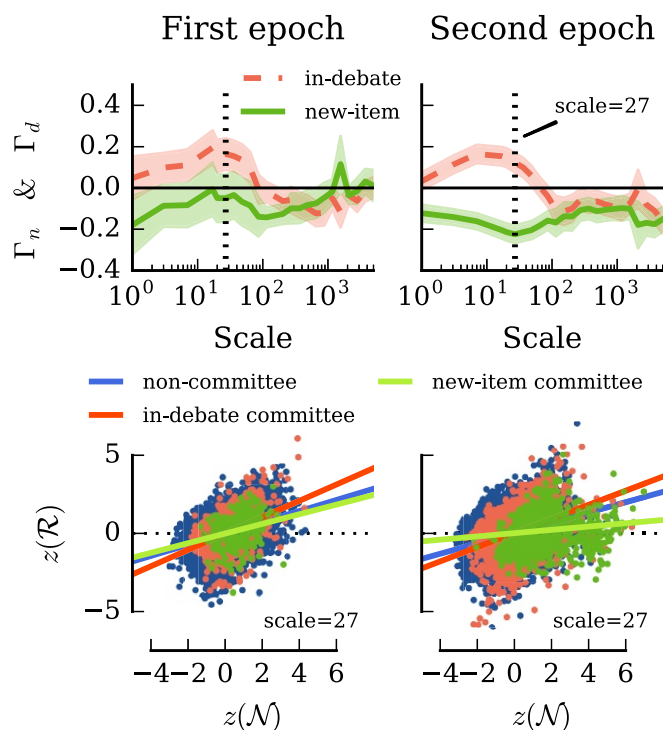 First epoch
Second epoch
in-debate
new-item
scale=27
Γn & Γd
0.4
0.2
0.0
−0.2
−0.4
10^0 10^1 10^2 10^3
10^0 10^1 10^2 10^3
Scale
Scale
non-committee
new-item committee
in-debate committee
z(R)
5
0
−5
scale=27
scale=27
−4 −2 0 2 4 6
−4 −2 0 2 4 6
z(N)
z(N)